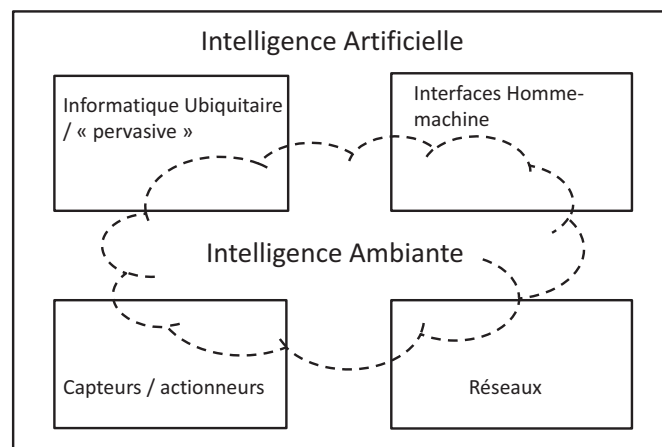 Intelligence Artificielle
Informatique Ubiquitaire
/ « pervasive »
Interfaces Homme-
machine
Intelligence Ambiante
Capteurs / actionneurs
Réseaux